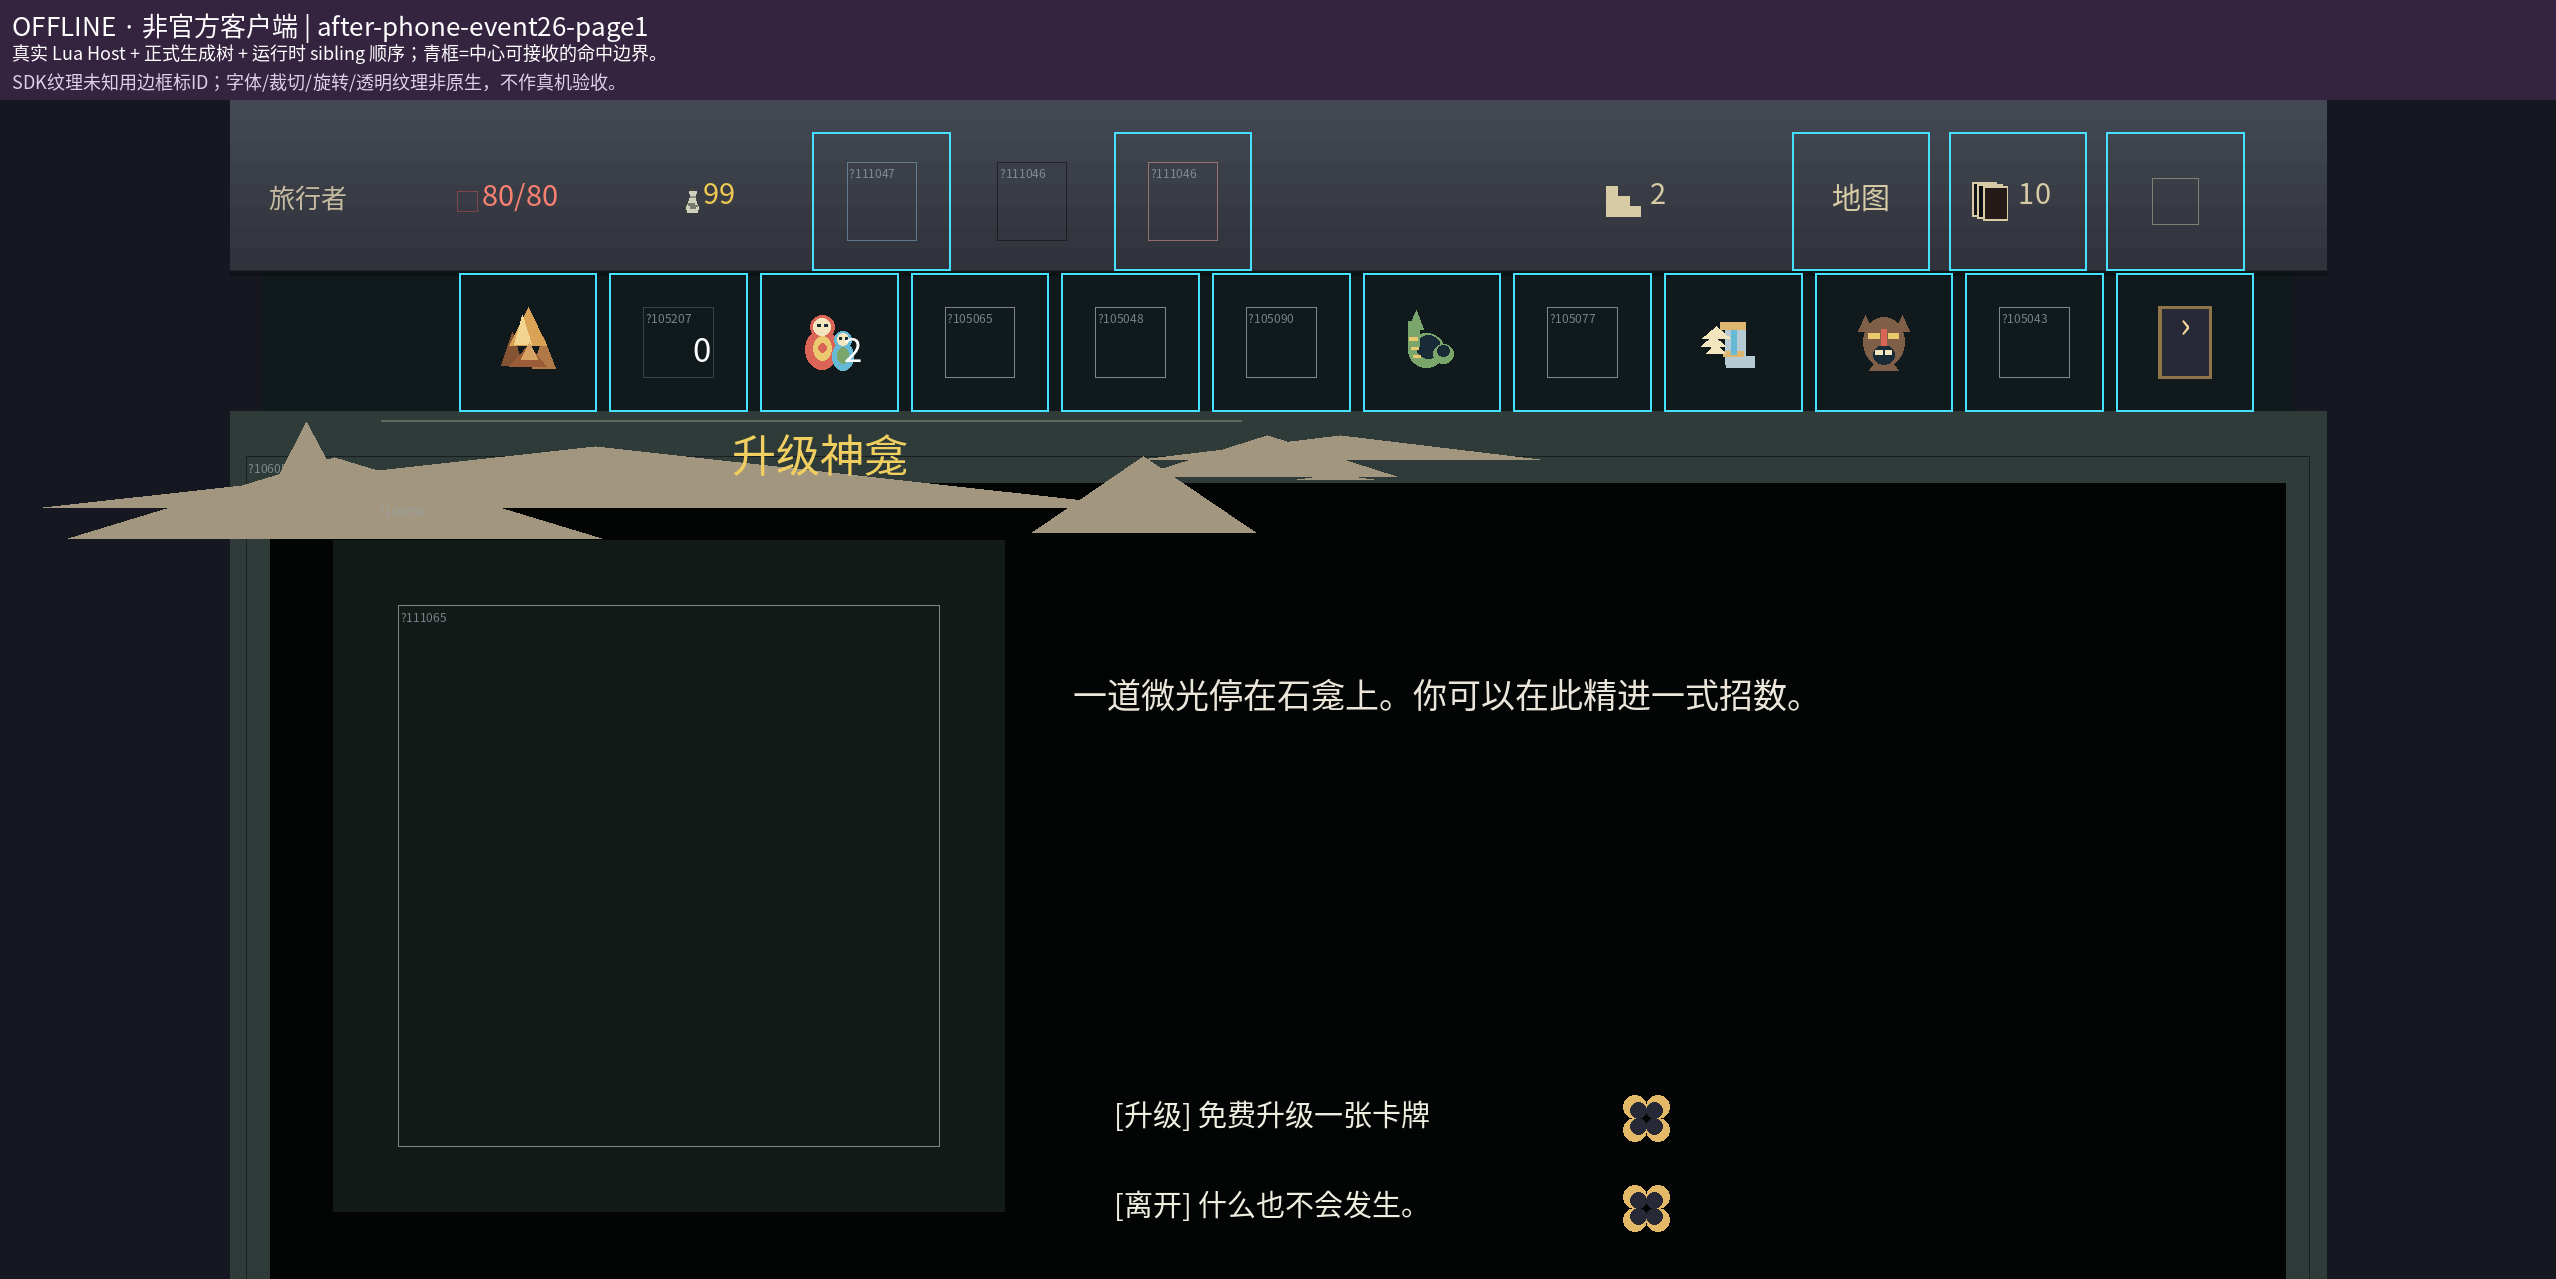 OFFLINE · 非官方客户端 | after-phone-event26-page1
真实 Lua Host + 正式生成树 + 运行时 sibling 顺序；青框=中心可接收的命中边界。
SDK纹理未知用边框标ID；字体/裁切/旋转/透明纹理非原生，不作真机验收。
旅行者 80/80 99 ?111047 ?111046 ?111046 2 地图 10
?105207 0 2 ?105065 ?105048 ?105090 ?105077 ?105043
升级神龛
?111065
一道微光停在石龛上。你可以在此精进一式招数。
[升级] 免费升级一张卡牌
[离开] 什么也不会发生。